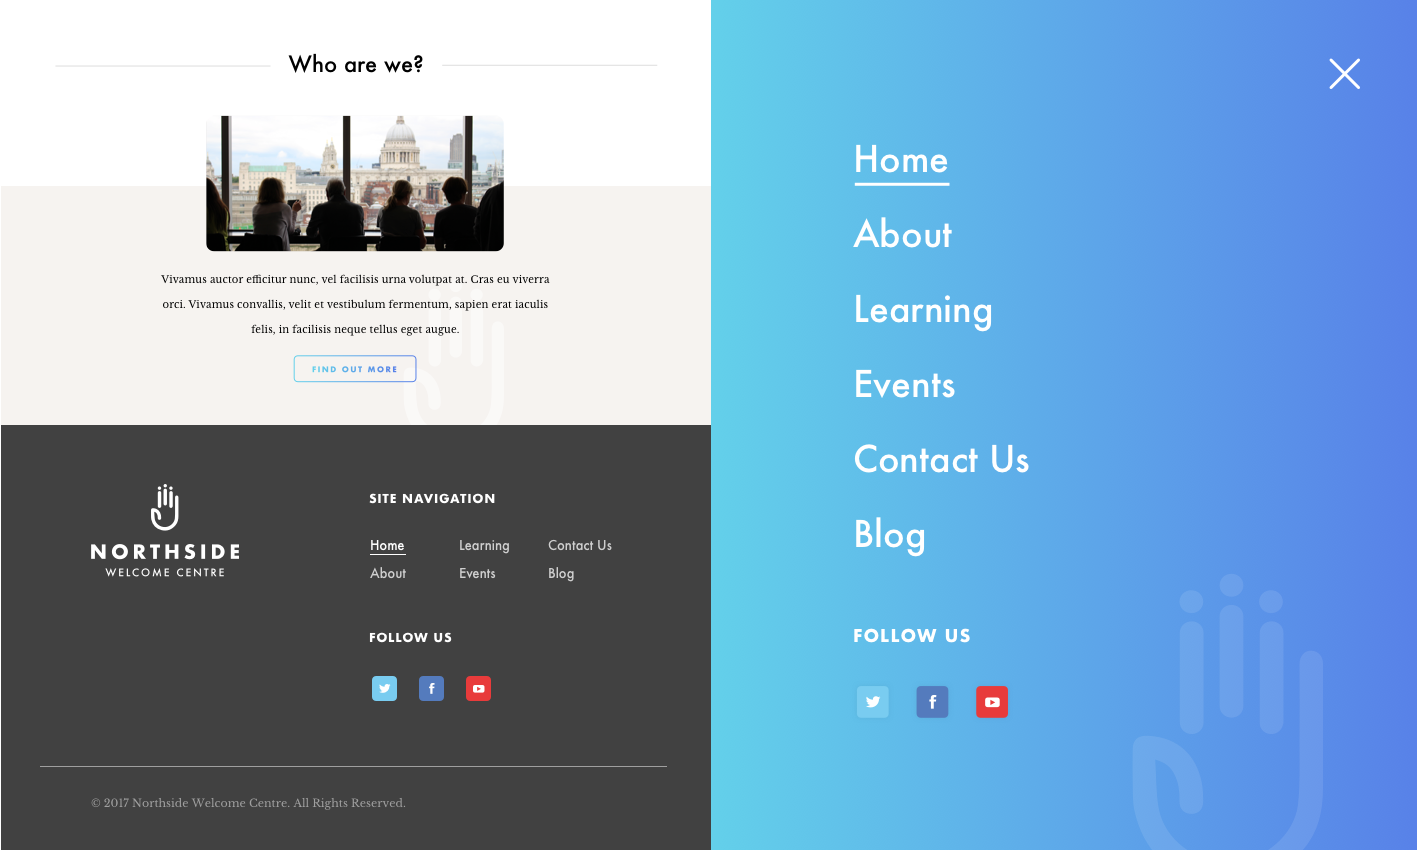 Who are we?
Vivamus auctor efficitur nunc, vel facilisis urna volutpat at. Cras eu viverra
orci. Vivamus convallis, velit et vestibulum fermentum, sapien erat iaculis
felis, in facilisis neque tellus eget augue.
FIND OUT MORE
NORTHSIDE
WELCOME CENTRE
SITE NAVIGATION
Home Learning Contact Us
About Events Blog
FOLLOW US
© 2017 Northside Welcome Centre. All Rights Reserved.
Home
About
Learning
Events
Contact Us
Blog
FOLLOW US